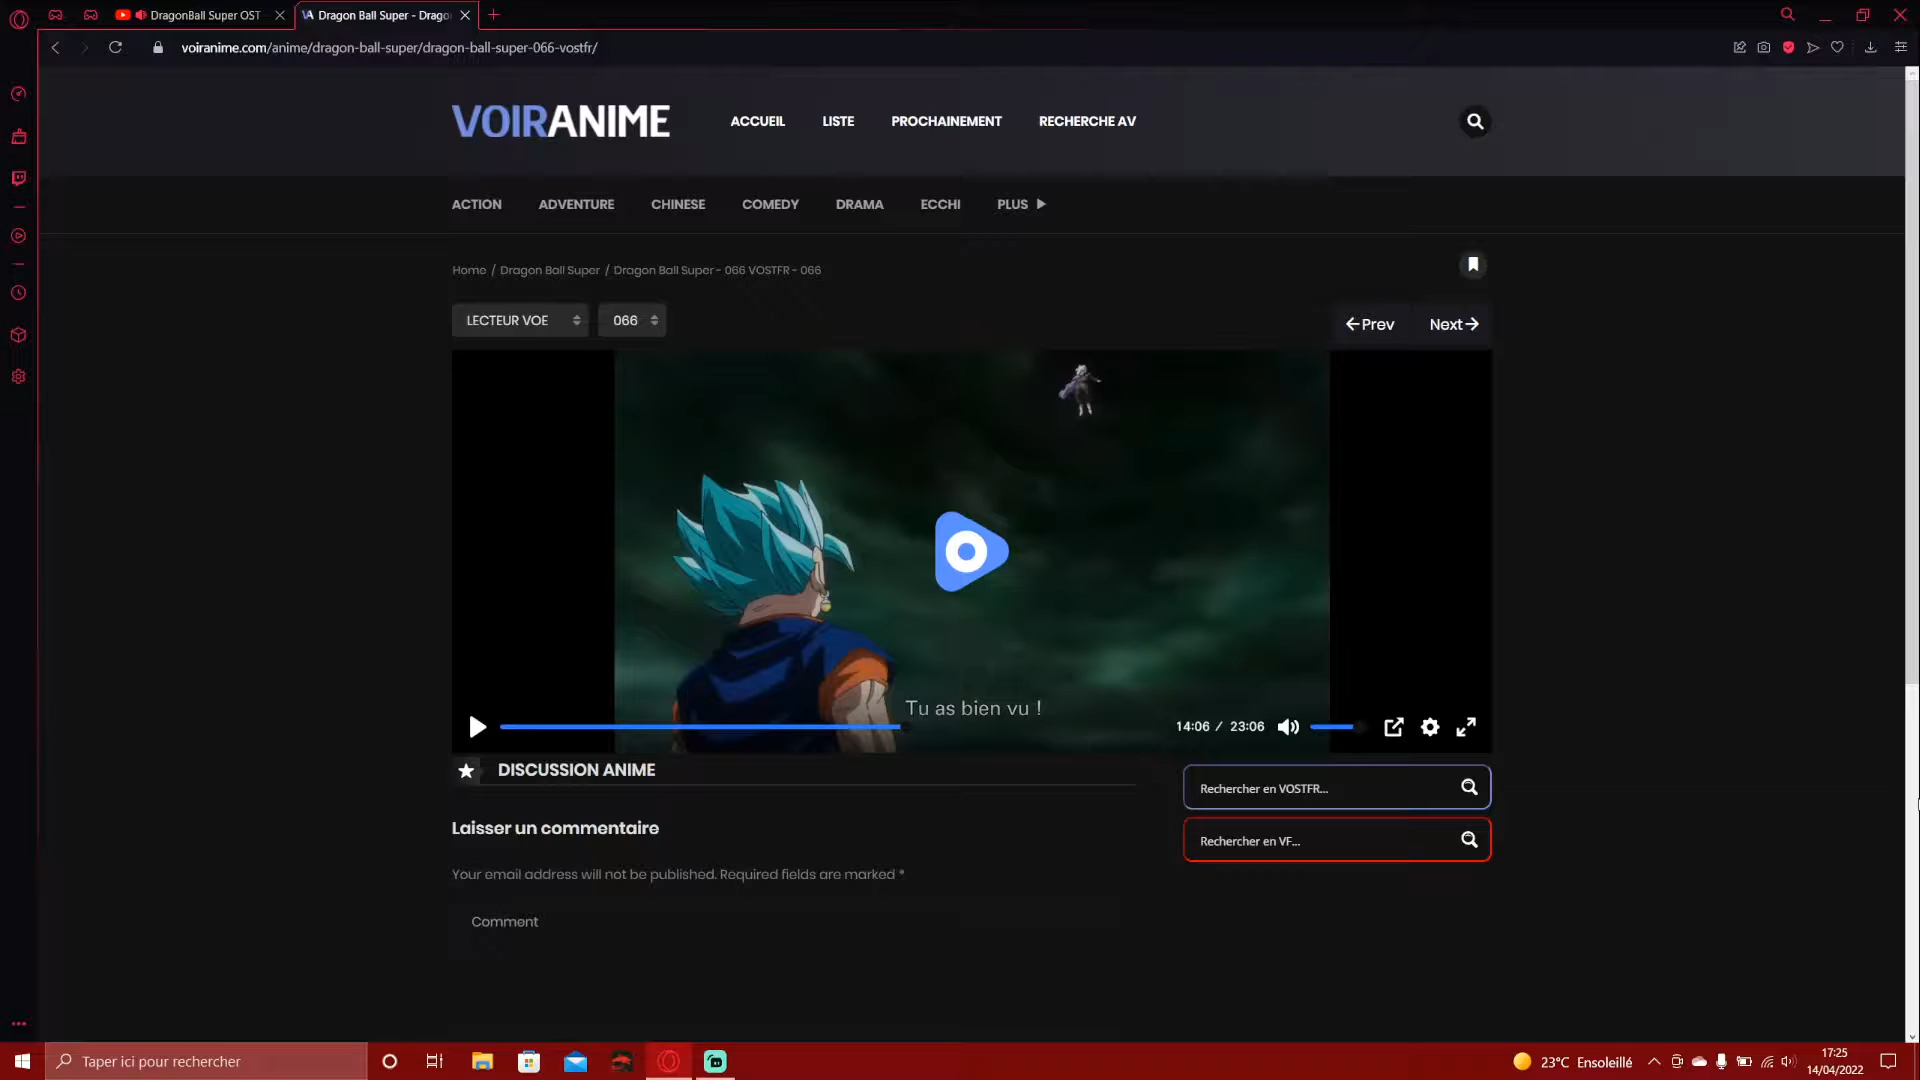 DragonBall Super OST
VA Dragon Ball Super - Drago
voiranime.com/anime/dragon-ball-super/dragon-ball-super-066-vostfr/
VOIRANIME
ACCUEIL
LISTE
PROCHAINEMENT
RECHERCHE AV
ACTION
ADVENTURE
CHINESE
COMEDY
DRAMA
ECCHI
PLUS
Home / Dragon Ball Super / Dragon Ball Super - 066 VOSTFR - 066
LECTEUR VOE
066
Prev
Next
Tu as bien vu !
14:06 / 23:06
DISCUSSION ANIME
Rechercher en VOSTFR...
Laisser un commentaire
Rechercher en VF...
Your email address will not be published. Required fields are marked *
Comment
Taper ici pour rechercher
23°C Ensoleillé
17:25
14/04/2022